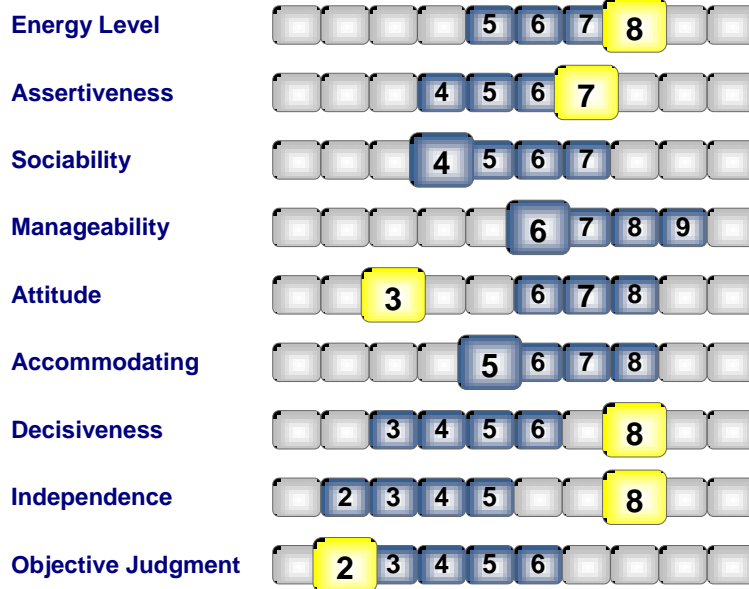 Energy Level 5 6 7 8
Assertiveness 4 5 6 7
Sociability 4 5 6 7
Manageability 6 7 8 9
Attitude 3 6 7 8
Accommodating 5 6 7 8
Decisiveness 3 4 5 6 8
Independence 2 3 4 5 8
Objective Judgment 2 3 4 5 6